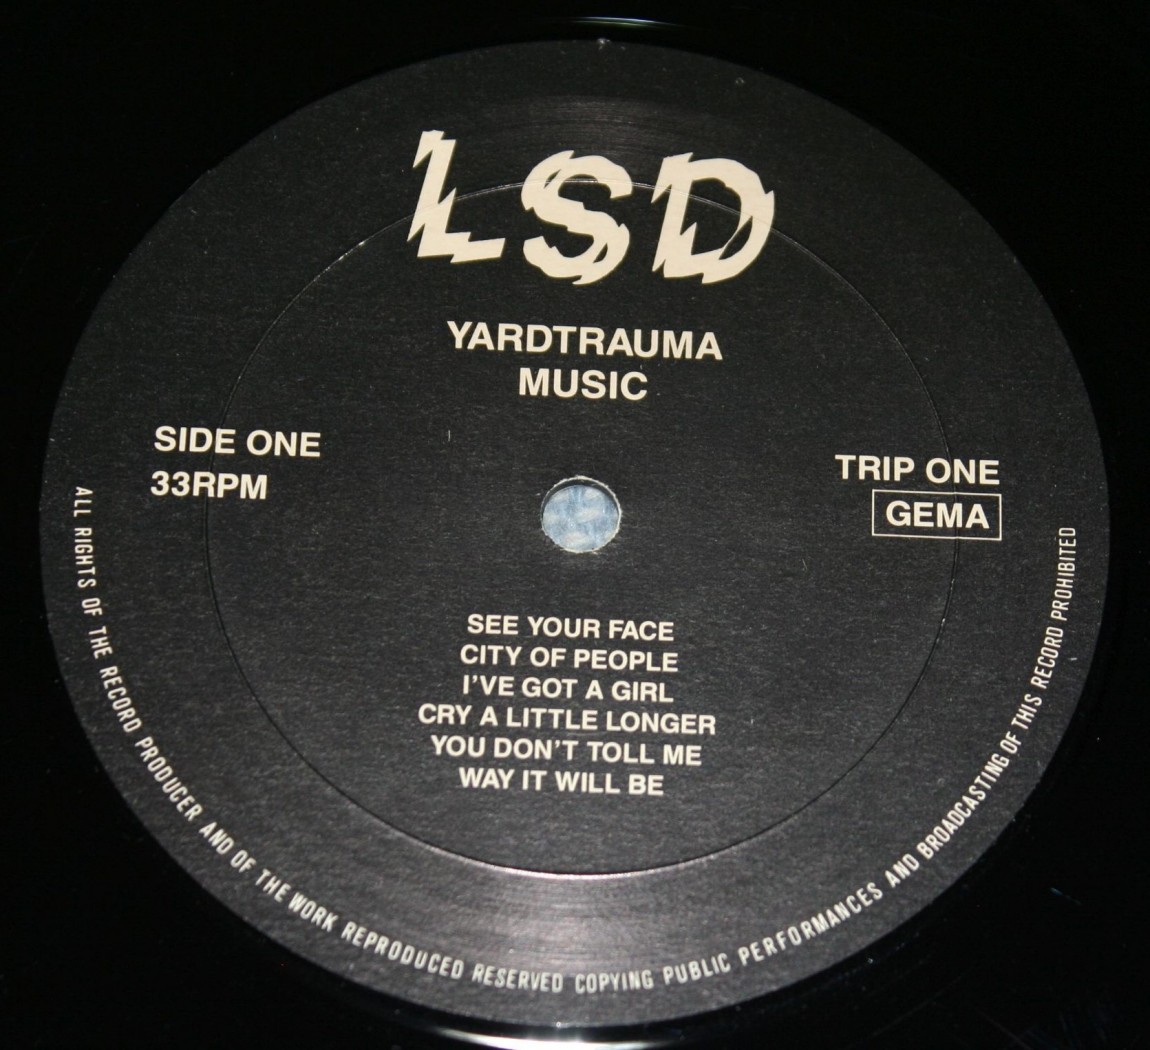 LSD
YARDTRAUMA
MUSIC
SIDE ONE
33RPM
TRIP ONE
GEMA
SEE YOUR FACE
CITY OF PEOPLE
I'VE GOT A GIRL
CRY A LITTLE LONGER
YOU DON'T TOLL ME
WAY IT WILL BE
ALL RIGHTS OF THE RECORD PRODUCER AND OF THE WORK REPRODUCED RESERVED COPYING PUBLIC PERFORMANCES AND BROADCASTING OF THIS RECORD PROHIBITED